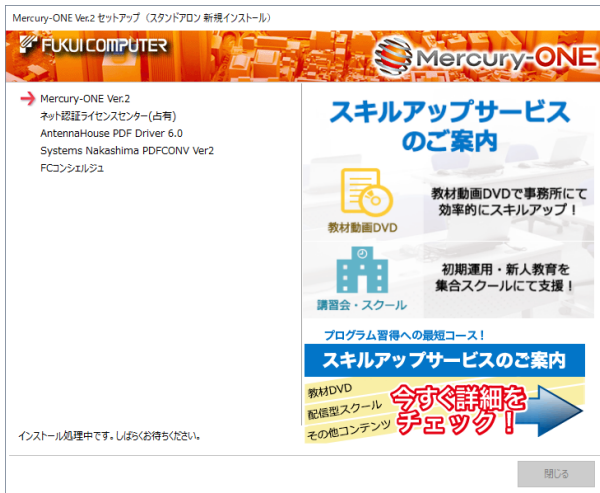 Mercury-ONE Ver.2 セットアップ（スタンドアロン 新規インストール）
FUKUI COMPUTER
Mercury-ONE
Mercury-ONE Ver.2
ネット認証ライセンスセンター(占有)
AntennaHouse PDF Driver 6.0
Systems Nakashima PDFCONV Ver2
FCコンシェルジュ
スキルアップサービス
のご案内
教材動画DVD
教材動画DVDで事務所にて
効率的にスキルアップ！
講習会・スクール
初期運用・新人教育を
集合スクールにて支援！
プログラム習得への最短コース！
スキルアップサービスのご案内
教材DVD
配信型スクール
その他コンテンツ
今すぐ詳細を
チェック！
インストール処理中です。しばらくお待ちください。
閉じる